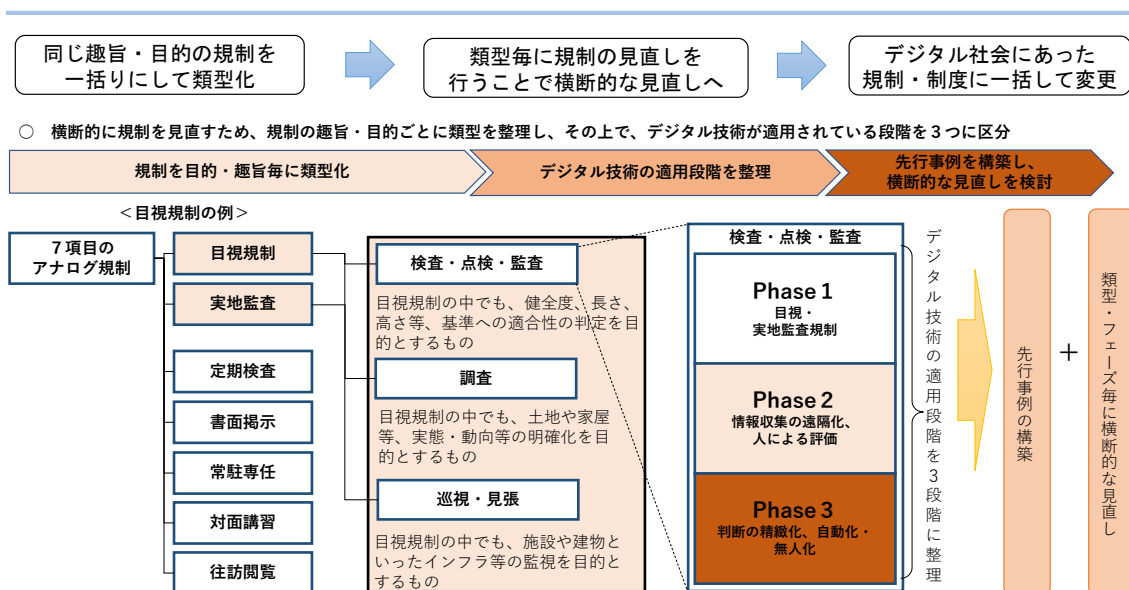 同じ趣旨・目的の規制を
一括りにして類型化
類型毎に規制の見直しを
行うことで横断的な見直しへ
デジタル社会にあった
規制・制度に一括して変更
○　横断的に規制を見直すため、規制の趣旨・目的ごとに類型を整理し、その上で、デジタル技術が適用されている段階を３つに区分
規制を目的・趣旨毎に類型化
デジタル技術の適用段階を整理
先行事例を構築し、
横断的な見直しを検討
＜目視規制の例＞
７項目の
アナログ規制
目視規制
実地監査
定期検査
書面掲示
常駐専任
対面講習
往訪閲覧
検査・点検・監査
目視規制の中でも、健全度、長さ、
高さ等、基準への適合性の判定を目
的とするもの
調査
目視規制の中でも、土地や家屋
等、実態・動向等の明確化を目
的とするもの
巡視・見張
目視規制の中でも、施設や建物と
いったインフラ等の監視を目的と
するもの
検査・点検・監査
Phase 1
目視・
実地監査規制
Phase 2
情報収集の遠隔化、
人による評価
Phase 3
判断の精緻化、自動化・
無人化
デジタル技術の適用段階を３段階に整理
先行事例の構築
＋
類型・フェーズ毎に横断的な見直し